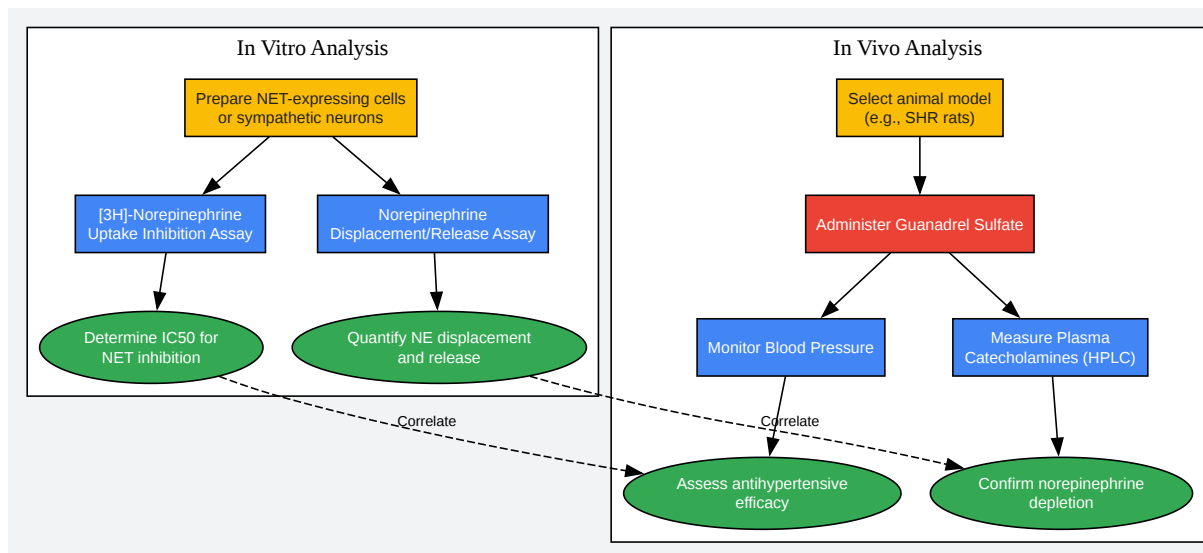 In Vitro Analysis
Prepare NET-expressing cells
or sympathetic neurons
[3H]-Norepinephrine
Uptake Inhibition Assay
Norepinephrine
Displacement/Release Assay
Determine IC50 for
NET inhibition
Quantify NE displacement
and release
Correlate
In Vivo Analysis
Select animal model
(e.g., SHR rats)
Administer Guanadrel Sulfate
Monitor Blood Pressure
Measure Plasma
Catecholamines (HPLC)
Correlate
Assess antihypertensive
efficacy
Confirm norepinephrine
depletion